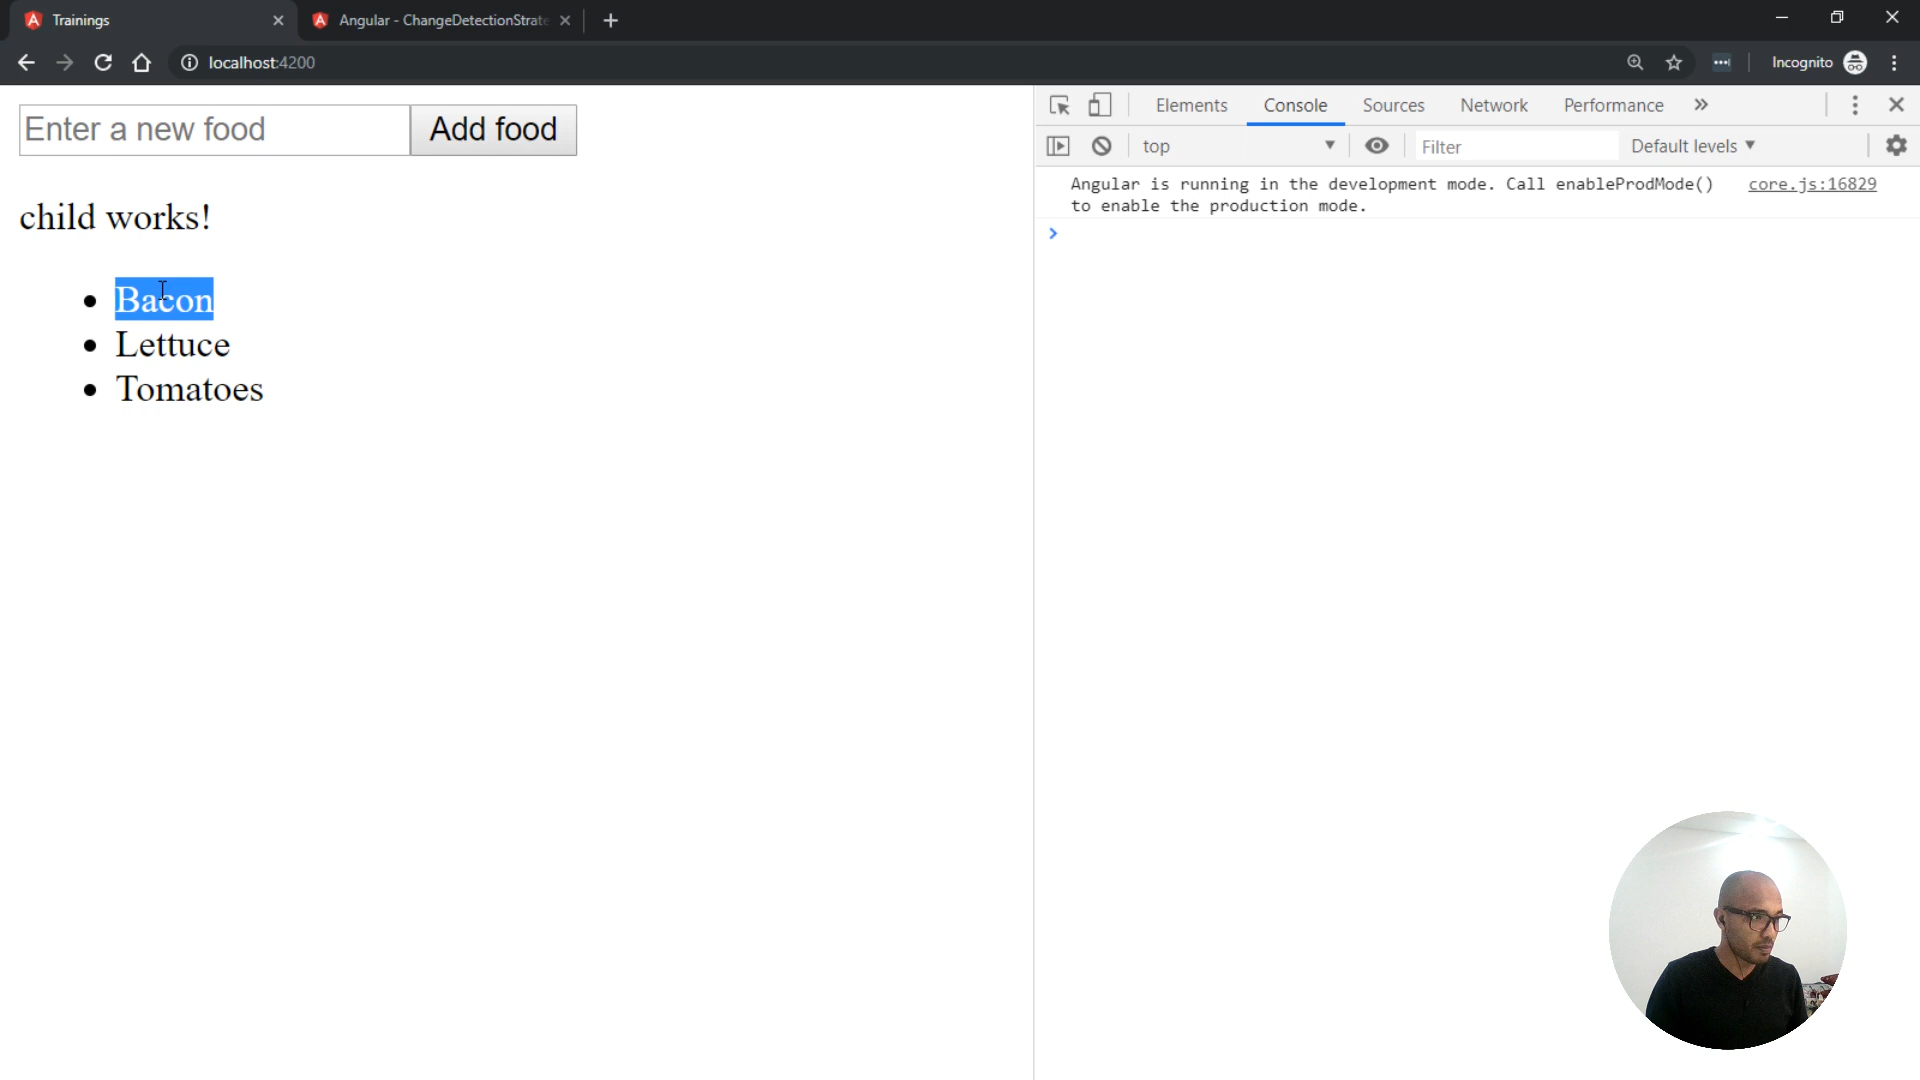 Trainings
Angular - ChangeDetectionStrate
localhost:4200
Incognito
Enter a new food
Add food
child works!
Bacon
Lettuce
Tomatoes
Elements
Console
Sources
Network
Performance
top
Filter
Default levels
Angular is running in the development mode. Call enableProdMode()
core.js:16829
to enable the production mode.